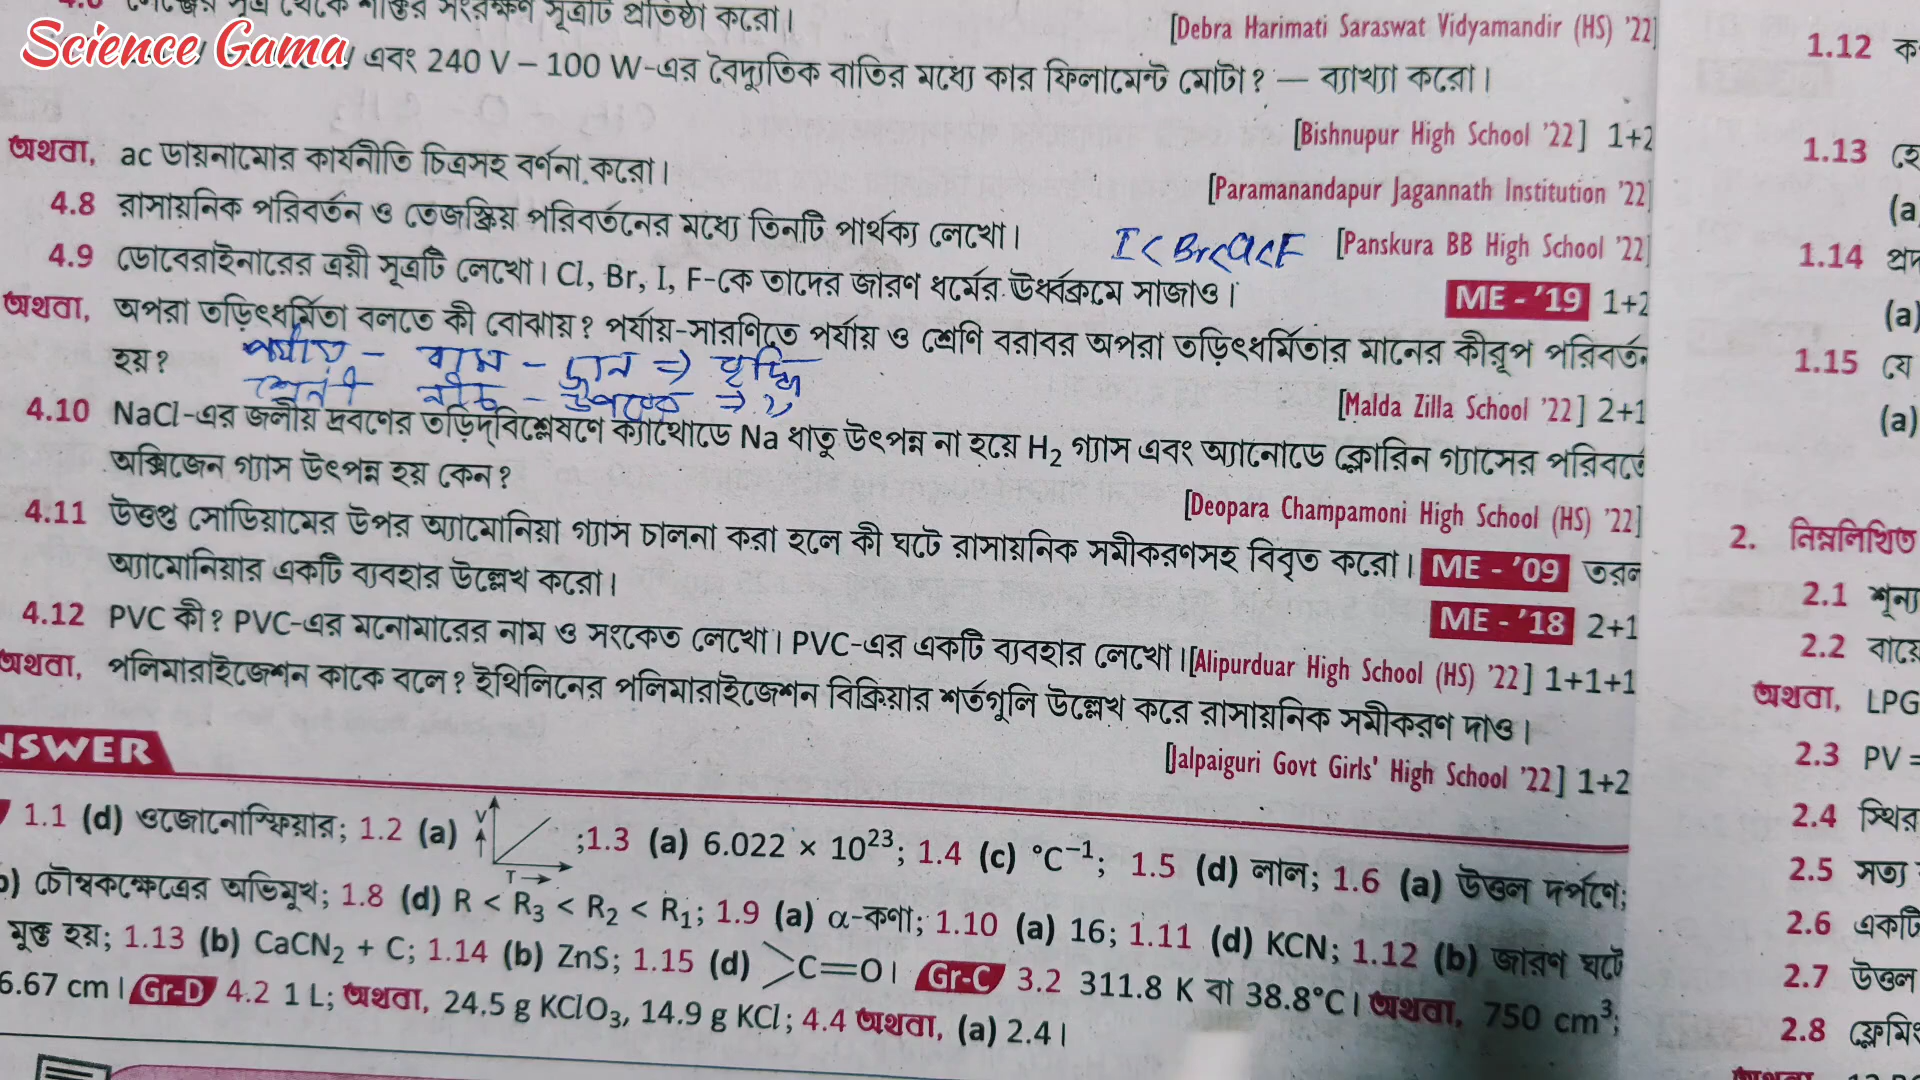 লেঞ্জের সূত্র থেকে শক্তির সংরক্ষণ সূত্রটি প্রতিষ্ঠা করো।
[Debra Harimati Saraswat Vidyamandir (HS) '22]
Science Gama
এবং 240 V – 100 W-এর বৈদ্যুতিক বাতির মধ্যে কার ফিলামেন্ট মোটা? — ব্যাখ্যা করো।
[Bishnupur High School '22] 1+2
অথবা, ac ডায়নামোর কার্যনীতি চিত্রসহ বর্ণনা করো।
[Paramanandapur Jagannath Institution '22]
4.8 রাসায়নিক পরিবর্তন ও তেজস্ক্রিয় পরিবর্তনের মধ্যে তিনটি পার্থক্য লেখো।
I < Br < Cl < F [Panskura BB High School '22]
4.9 ডোবেরাইনারের ত্রয়ী সূত্রটি লেখো। Cl, Br, I, F-কে তাদের জারণ ধর্মের ঊর্ধ্বক্রমে সাজাও।
ME - '19 1+2
অথবা, অপরা তড়িৎধর্মিতা বলতে কী বোঝায়? পর্যায়-সারণিতে পর্যায় ও শ্রেণি বরাবর অপরা তড়িৎধর্মিতার মানের কীরূপ পরিবর্তন
হয়?
পর্যায় – বাম – ডান ⇒ বৃদ্ধি
[Malda Zilla School '22] 2+1
4.10 NaCl-এর জলীয় দ্রবণের তড়িদ্‌বিশ্লেষণে ক্যাথোডে Na ধাতু উৎপন্ন না হয়ে H2 গ্যাস এবং অ্যানোডে ক্লোরিন গ্যাসের পরিবর্তে
অক্সিজেন গ্যাস উৎপন্ন হয় কেন?
[Deopara Champamoni High School (HS) '22]
4.11 উত্তপ্ত সোডিয়ামের উপর অ্যামোনিয়া গ্যাস চালনা করা হলে কী ঘটে রাসায়নিক সমীকরণসহ বিবৃত করো। ME - '09 তরল
অ্যামোনিয়ার একটি ব্যবহার উল্লেখ করো।
ME - '18 2+1
4.12 PVC কী? PVC-এর মনোমারের নাম ও সংকেত লেখো। PVC-এর একটি ব্যবহার লেখো। [Alipurduar High School (HS) '22] 1+1+1
অথবা, পলিমারাইজেশন কাকে বলে? ইথিলিনের পলিমারাইজেশন বিক্রিয়ার শর্তগুলি উল্লেখ করে রাসায়নিক সমীকরণ দাও।
[Jalpaiguri Govt Girls' High School '22] 1+2
NSWER
1.1 (d) ওজোনোস্ফিয়ার; 1.2 (a) V T ;1.3 (a) 6.022 × 10²³; 1.4 (c) °C⁻¹; 1.5 (d) লাল; 1.6 (a) উত্তল দর্পণে;
b) চৌম্বকক্ষেত্রের অভিমুখ; 1.8 (d) R < R3 < R2 < R1; 1.9 (a) α-কণা; 1.10 (a) 16; 1.11 (d) KCN; 1.12 (b) জারণ ঘটে
মুক্ত হয়; 1.13 (b) CaCN2 + C; 1.14 (b) ZnS; 1.15 (d) >C=O। Gr-C 3.2 311.8 K বা 38.8°C। অথবা, 750 cm³;
6.67 cm। Gr-D 4.2 1 L; অথবা, 24.5 g KClO3, 14.9 g KCl; 4.4 অথবা, (a) 2.4।
1.12
1.13
(a
1.14
(a)
1.15 যে
(a)
2. নিম্নলিখিত
2.1 শূন্য
2.2
অথবা, LPG
2.3 PV =
2.4 স্থির
2.5 সত্য
2.6 একটি
2.7 উত্তল
2.8